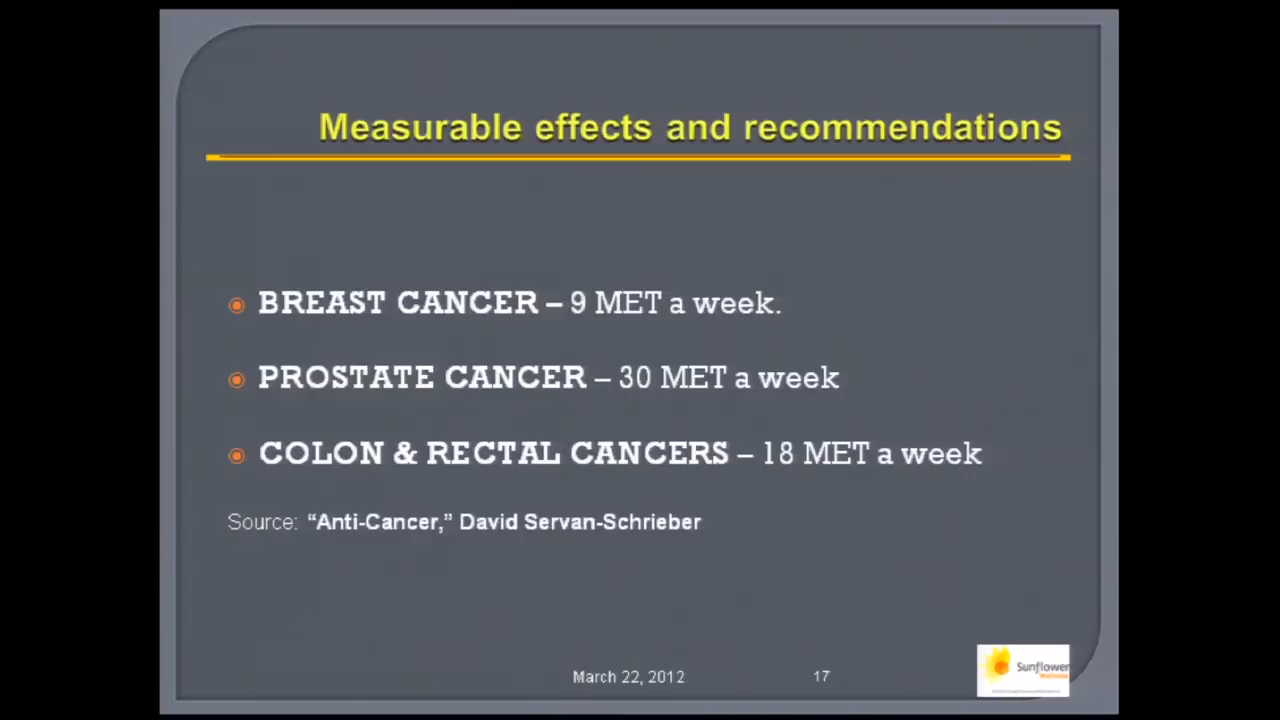 Measurable effects and recommendations
BREAST CANCER – 9 MET a week.
PROSTATE CANCER – 30 MET a week
COLON & RECTAL CANCERS – 18 MET a week
Source: “Anti-Cancer,” David Servan-Schrieber
March 22, 2012
17
Sunflower